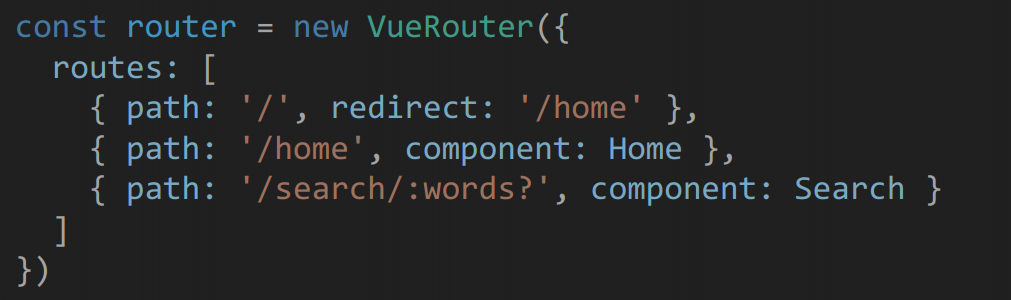 const router = new VueRouter({
  routes: [
    { path: '/', redirect: '/home' },
    { path: '/home', component: Home },
    { path: '/search/:words?', component: Search }
  ]
})